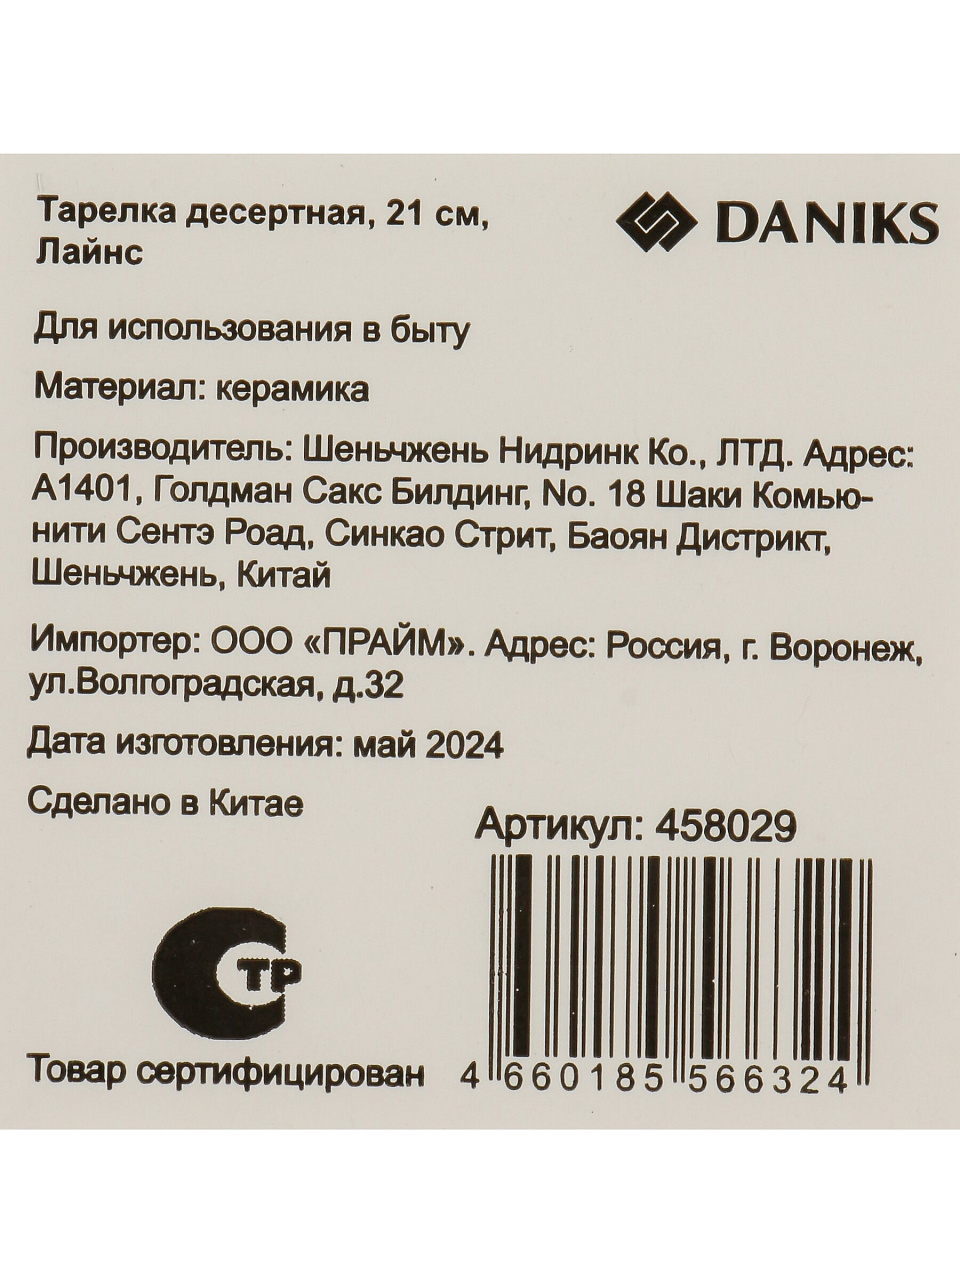 Тарелка десертная, 21 см,
Лайнс
DANIKS
Для использования в быту
Материал: керамика
Производитель: Шеньчжень Нидринк Ко., ЛТД. Адрес:
А1401, Голдман Сакс Билдинг, No. 18 Шаки Комью-
нити Сентэ Роад, Синкао Стрит, Баоян Дистрикт,
Шеньчжень, Китай
Импортер: ООО «ПРАЙМ». Адрес: Россия, г. Воронеж,
ул.Волгоградская, д.32
Дата изготовления: май 2024
Сделано в Китае
Артикул: 458029
ТР
Товар сертифицирован
4 660185 566324